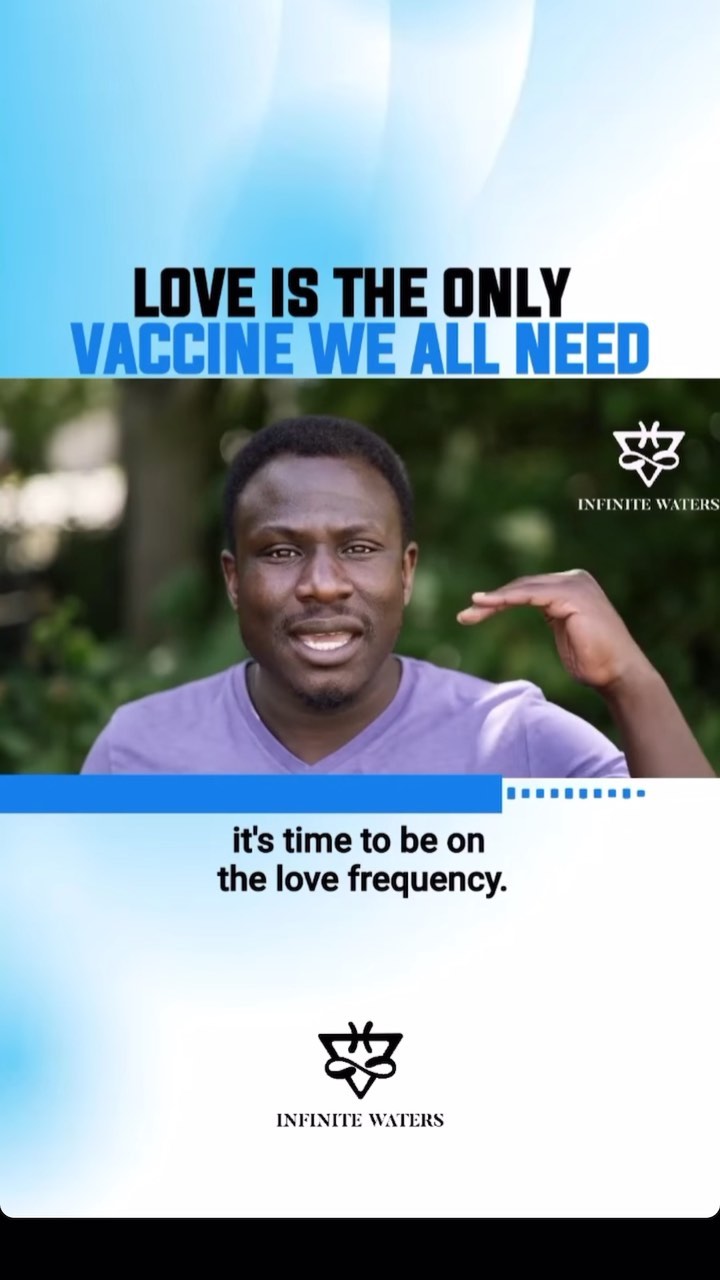 LOVE IS THE ONLY
VACCINE WE ALL NEED
INFINITE WATERS
it's time to be on
the love frequency.
INFINITE WATERS